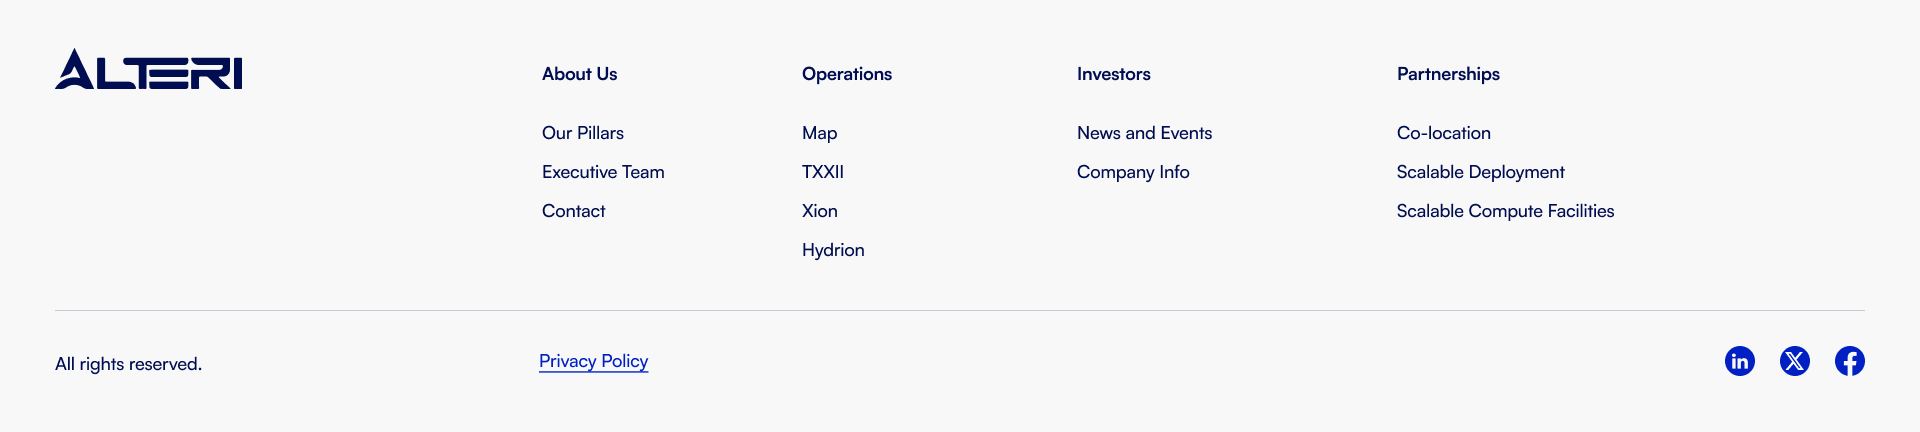 ALTERI
About Us
Our Pillars
Executive Team
Contact
Operations
Map
TXXII
Xion
Hydrion
Investors
News and Events
Company Info
Partnerships
Co-location
Scalable Deployment
Scalable Compute Facilities
All rights reserved.
Privacy Policy
in
X
f